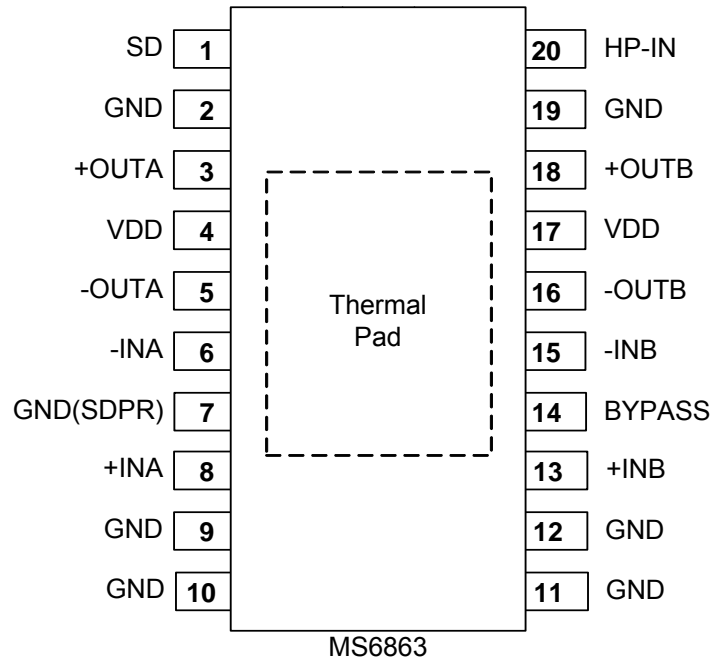 SD 1 20 HP-IN
GND 2 19 GND
+OUTA 3 18 +OUTB
VDD 4 17 VDD
-OUTA 5 16 -OUTB
-INA 6 15 -INB
GND(SDPR) 7 14 BYPASS
+INA 8 13 +INB
GND 9 12 GND
GND 10 11 GND
Thermal
Pad
MS6863